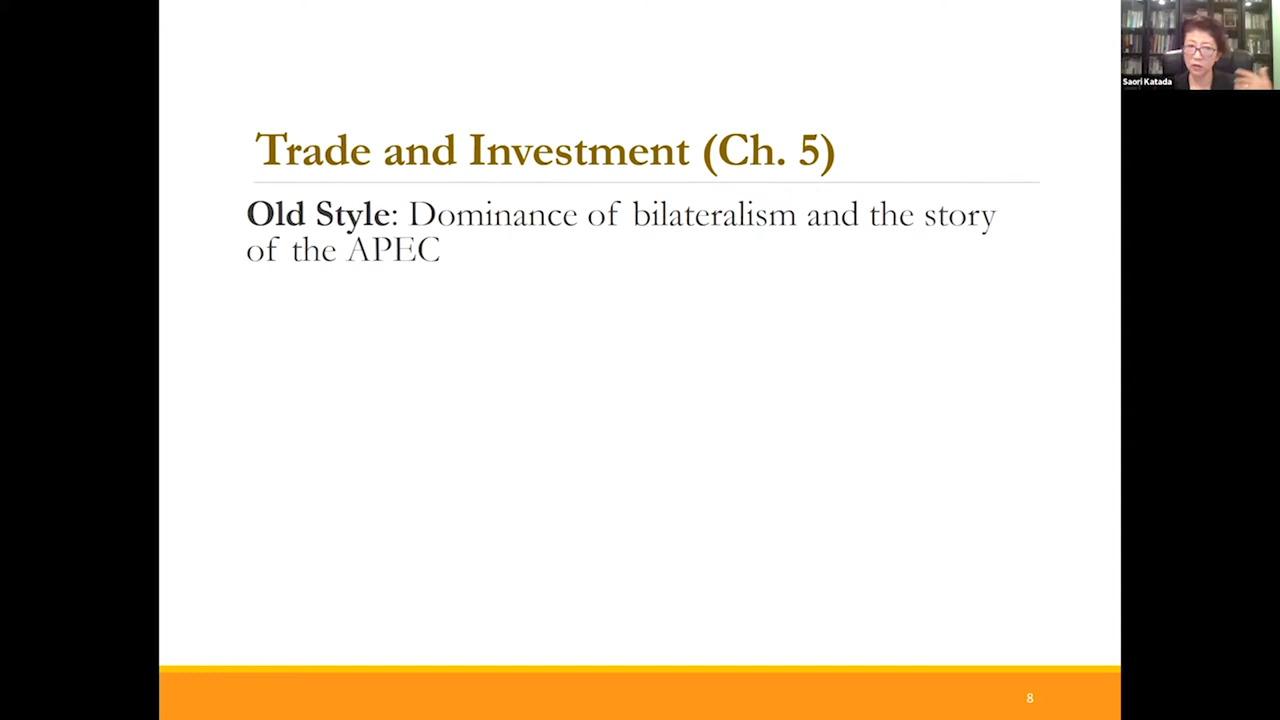 Saori Katada
Trade and Investment (Ch. 5)
Old Style: Dominance of bilateralism and the story
of the APEC
8